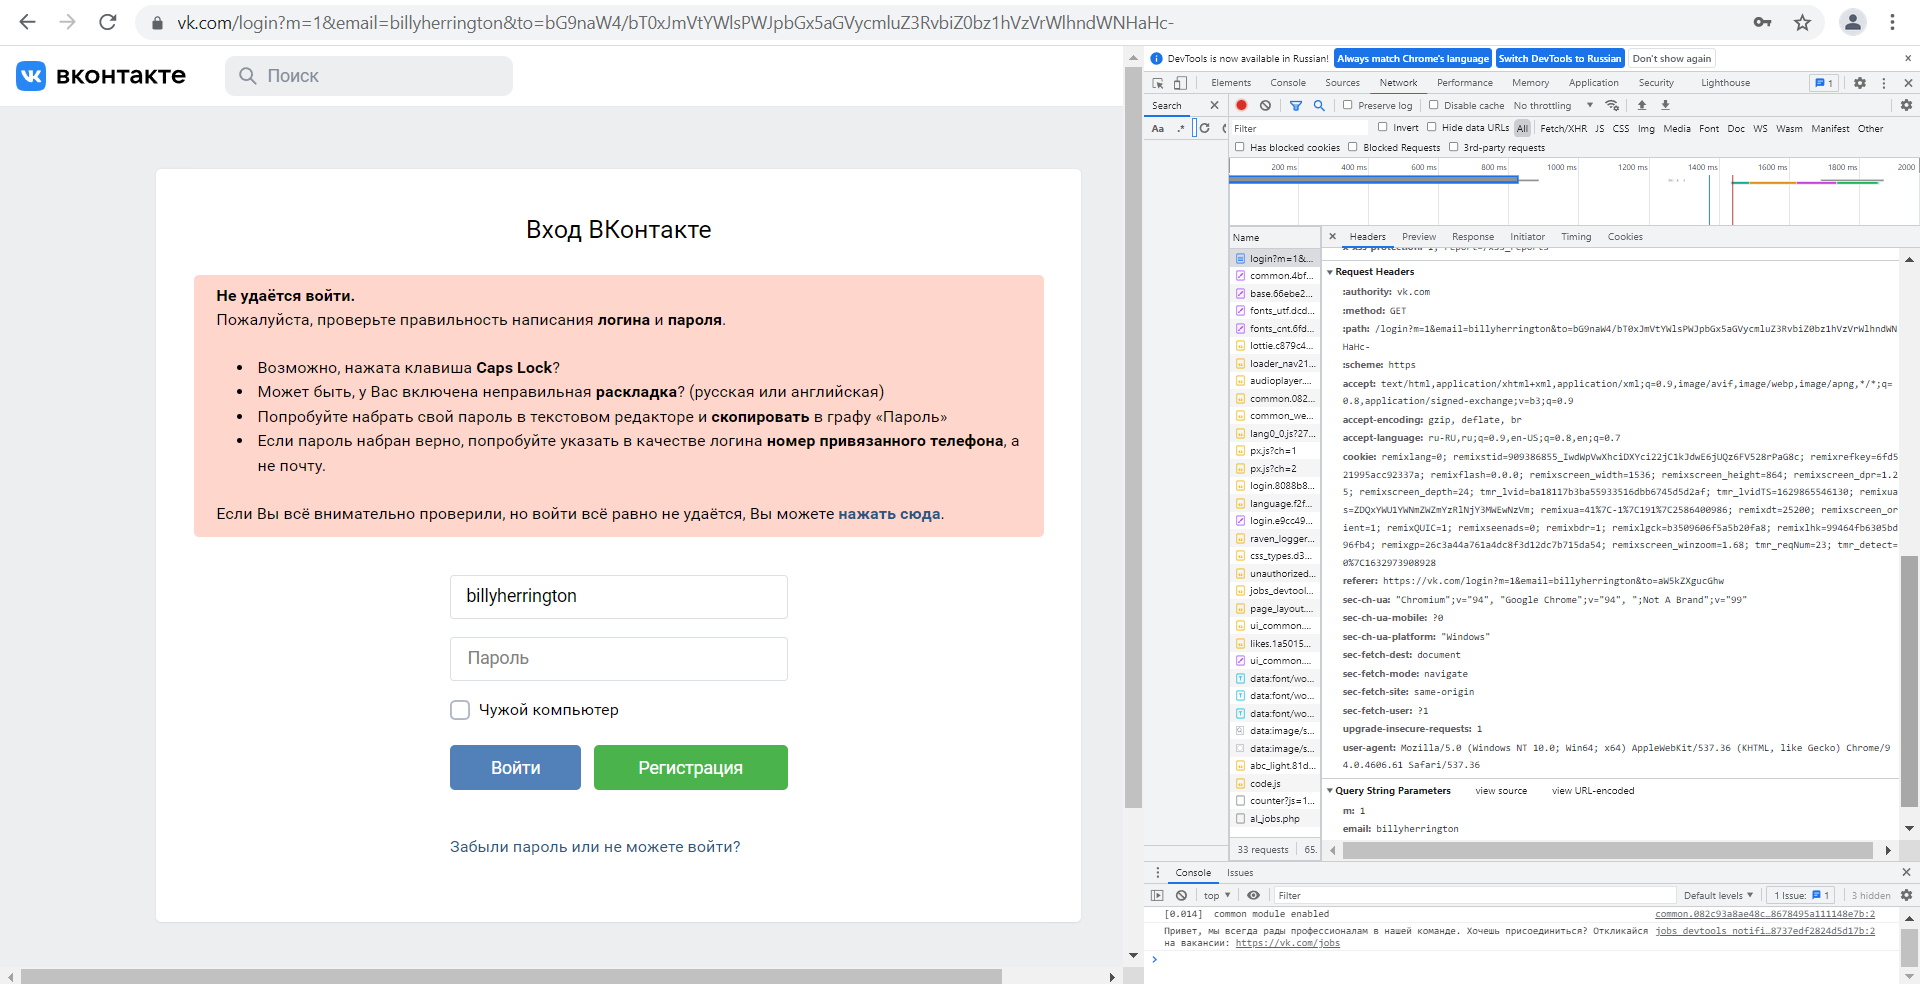 vk.com/login?m=1&email=billyherrington&to=bG9naW4/bT0xJmVtYWlsPWJpbGx5aGVycmluZ3RvbiZ0bz1hVzVrWlhndWNHaHc-
вконтакте
Поиск
Вход ВКонтакте
Не удаётся войти.
Пожалуйста, проверьте правильность написания логина и пароля.
• Возможно, нажата клавиша Caps Lock?
• Может быть, у Вас включена неправильная раскладка? (русская или английская)
• Попробуйте набрать свой пароль в текстовом редакторе и скопировать в графу «Пароль»
• Если пароль набран верно, попробуйте указать в качестве логина номер привязанного телефона, а
не почту.
Если Вы всё внимательно проверили, но войти всё равно не удаётся, Вы можете нажать сюда.
billyherrington
Пароль
Чужой компьютер
Войти Регистрация
Забыли пароль или не можете войти?
DevTools is now available in Russian! Always match Chrome's language Switch DevTools to Russian Don't show again
Elements Console Sources Network Performance Memory Application Security Lighthouse 1
Search
Preserve log Disable cache No throttling
Aa .*
Filter Invert Hide data URLs All Fetch/XHR JS CSS Img Media Font Doc WS Wasm Manifest Other
Has blocked cookies Blocked Requests 3rd-party requests
200 ms 400 ms 600 ms 800 ms 1000 ms 1200 ms 1400 ms 1600 ms 1800 ms 2000
Name
login?m=1&...
common.4bf...
base.66ebe2...
fonts_utf.dcd...
fonts_cnt.6fd...
lottie.c879c4...
loader_nav21...
audioplayer....
common.082...
common_we...
lang0_0.js?27...
px.js?ch=1
px.js?ch=2
login.8088b8...
language.f2f...
login.e9cc49...
raven_logger...
css_types.d3...
unauthorized...
jobs_devtool...
page_layout....
ui_common....
likes.1a5015...
ui_common....
data:font/wo...
data:font/wo...
data:font/wo...
data:image/s...
data:image/s...
abc_light.81d...
code.js
counter?js=1...
al_jobs.php
33 requests 65.
Headers Preview Response Initiator Timing Cookies
Request Headers
:authority: vk.com
:method: GET
:path: /login?m=1&email=billyherrington&to=bG9naW4/bT0xJmVtYWlsPWJpbGx5aGVycmluZ3RvbiZ0bz1hVzVrWlhndWN
HaHc-
:scheme: https
accept: text/html,application/xhtml+xml,application/xml;q=0.9,image/avif,image/webp,image/apng,*/*;q=
0.8,application/signed-exchange;v=b3;q=0.9
accept-encoding: gzip, deflate, br
accept-language: ru-RU,ru;q=0.9,en-US;q=0.8,en;q=0.7
cookie: remixlang=0; remixstid=909386855_IwdWpVwXhciDXYci22jC1kJdwE6jUQz6FV528rPaG8c; remixrefkey=6fd5
21995acc92337a; remixflash=0.0.0; remixscreen_width=1536; remixscreen_height=864; remixscreen_dpr=1.2
5; remixscreen_depth=24; tmr_lvid=ba18117b3ba55933516dbb6745d5d2af; tmr_lvidTS=1629865546130; remixua
s=ZDQxYWU1YWNmZWZmYzRlNjY3MWEwNzVm; remixua=41%7C-1%7C191%7C2586400986; remixdt=25200; remixscreen_or
ient=1; remixQUIC=1; remixseenads=0; remixbdr=1; remixlgck=b3509606f5a5b20fa8; remixlhk=99464fb6305bd
96fb4; remixgp=26c3a44a761a4dc8f3d12dc7b715da54; remixscreen_winzoom=1.68; tmr_reqNum=23; tmr_detect=
0%7C1632973908928
referer: https://vk.com/login?m=1&email=billyherrington&to=aW5kZXgucGhw
sec-ch-ua: "Chromium";v="94", "Google Chrome";v="94", ";Not A Brand";v="99"
sec-ch-ua-mobile: ?0
sec-ch-ua-platform: "Windows"
sec-fetch-dest: document
sec-fetch-mode: navigate
sec-fetch-site: same-origin
sec-fetch-user: ?1
upgrade-insecure-requests: 1
user-agent: Mozilla/5.0 (Windows NT 10.0; Win64; x64) AppleWebKit/537.36 (KHTML, like Gecko) Chrome/9
4.0.4606.61 Safari/537.36
Query String Parameters view source view URL-encoded
m: 1
email: billyherrington
Console Issues
top Filter Default levels 1 Issue: 1 3 hidden
[0.014] common module enabled common.082c93a8ae48c…8678495a111148e7b:2
Привет, мы всегда рады профессионалам в нашей команде. Хочешь присоединиться? Откликайся jobs_devtools_notifi…8737edf2824d5d17b:2
на вакансии: https://vk.com/jobs